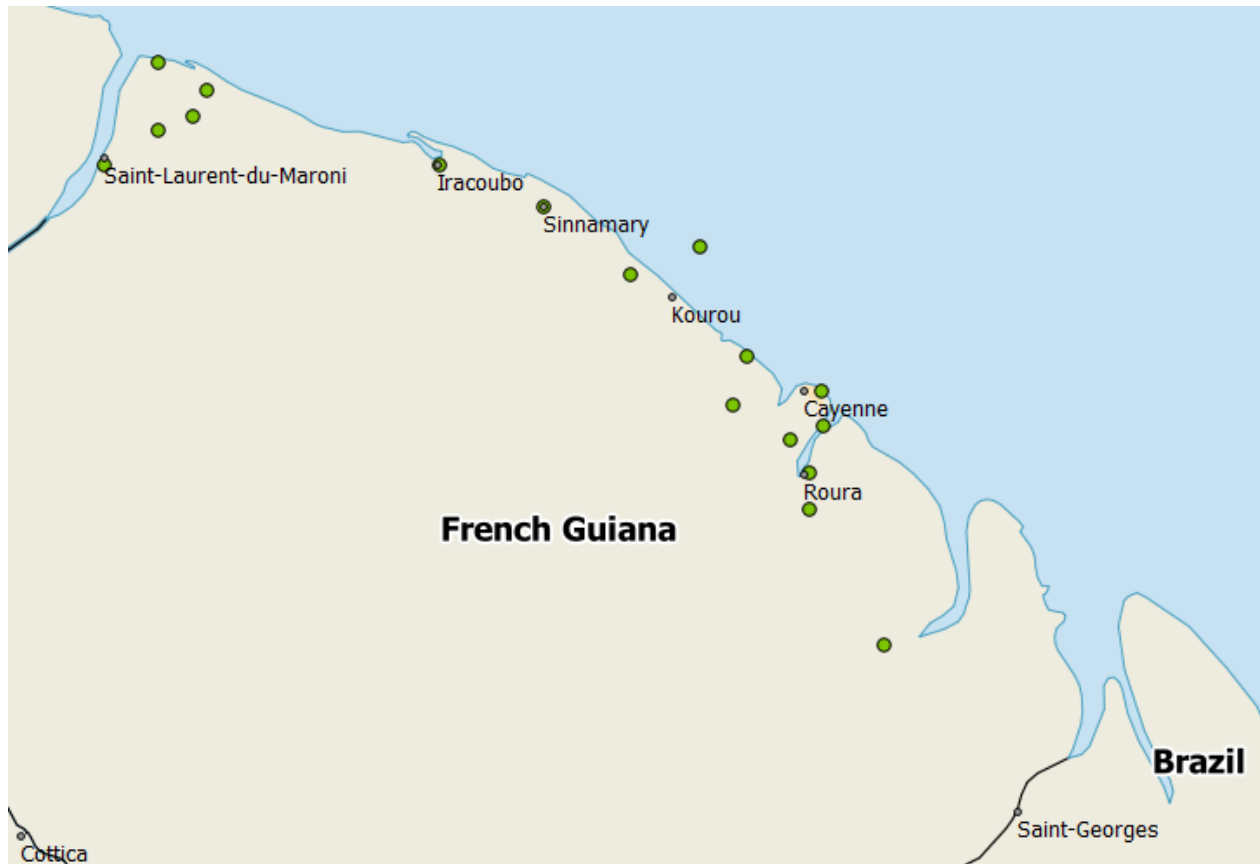 Saint-Laurent-du-Maroni
Iracoubo
Sinnamary
Kourou
Cayenne
Roura
French Guiana
Brazil
Saint-Georges
Cottica